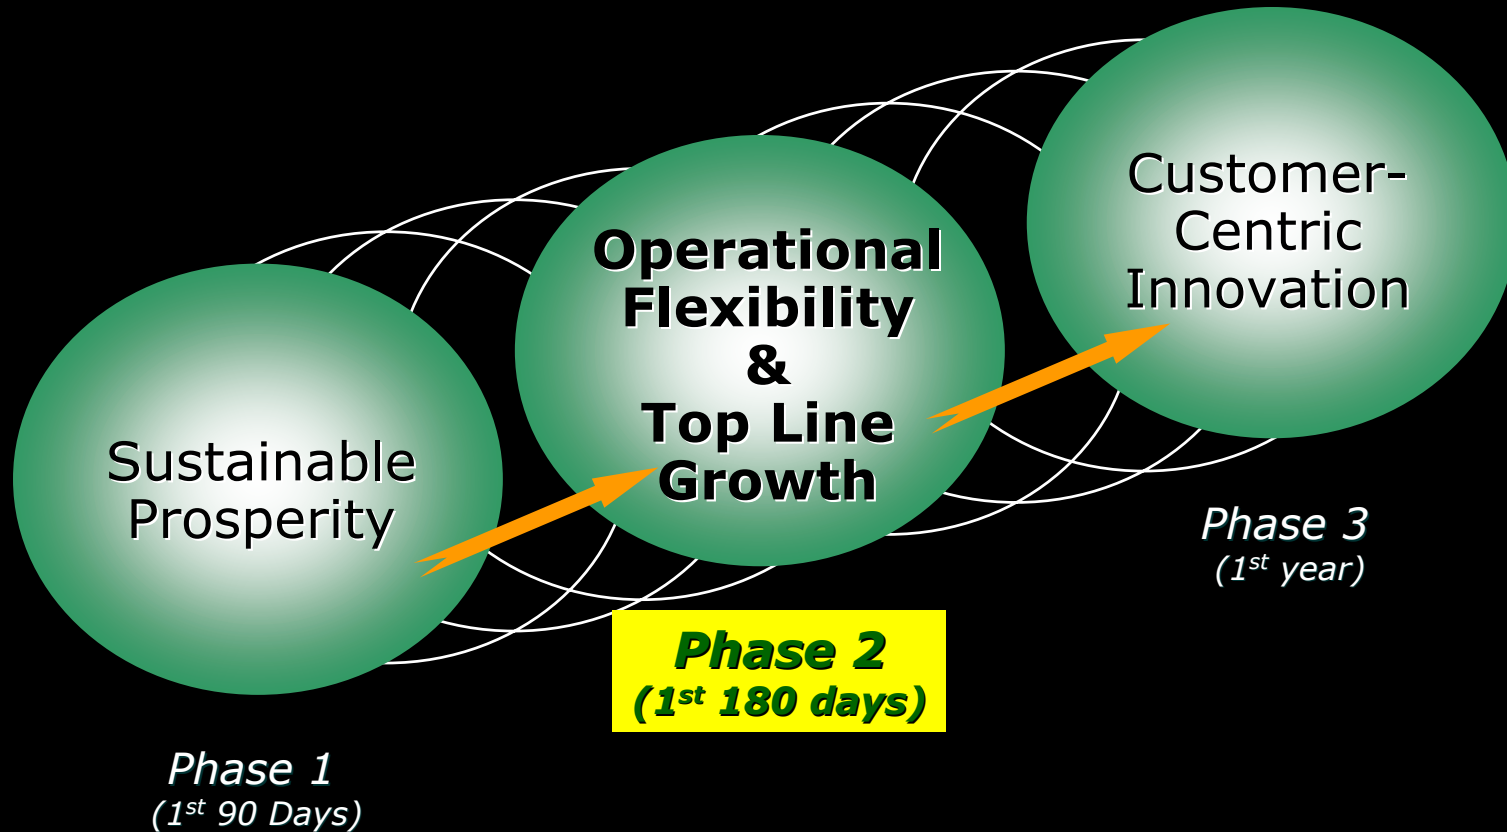 Sustainable
Prosperity
Phase 1
(1st 90 Days)
Operational
Flexibility
&
Top Line
Growth
Phase 2
(1st 180 days)
Customer-
Centric
Innovation
Phase 3
(1st year)